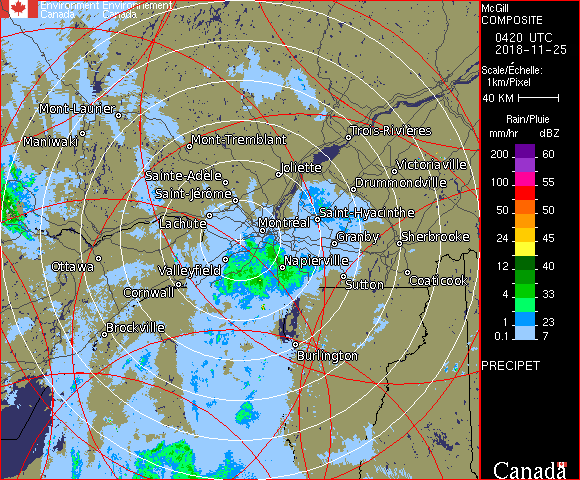 Environment Environnement
Canada Canada
McGill
COMPOSITE
0420 UTC
2018-11-25
Scale/Échelle:
1km/Pixel
40 KM
Rain/Pluie
mm/hr dBZ
200 60
55
100 55
50 50
24 45
12 40
4 33
1 23
0.1 7
PRECIPET
Canada
Mont-Laurier
Maniwaki
Mont-Tremblant
Trois-Rivières
Joliette
Victoriaville
Sainte-Adèle
Drummondville
Saint-Jérôme
Saint-Hyacinthe
Lachute
Montréal
Granby
Sherbrooke
Ottawa
Valleyfield
Napierville
Cornwall
Sutton
Coaticook
Brockville
Burlington